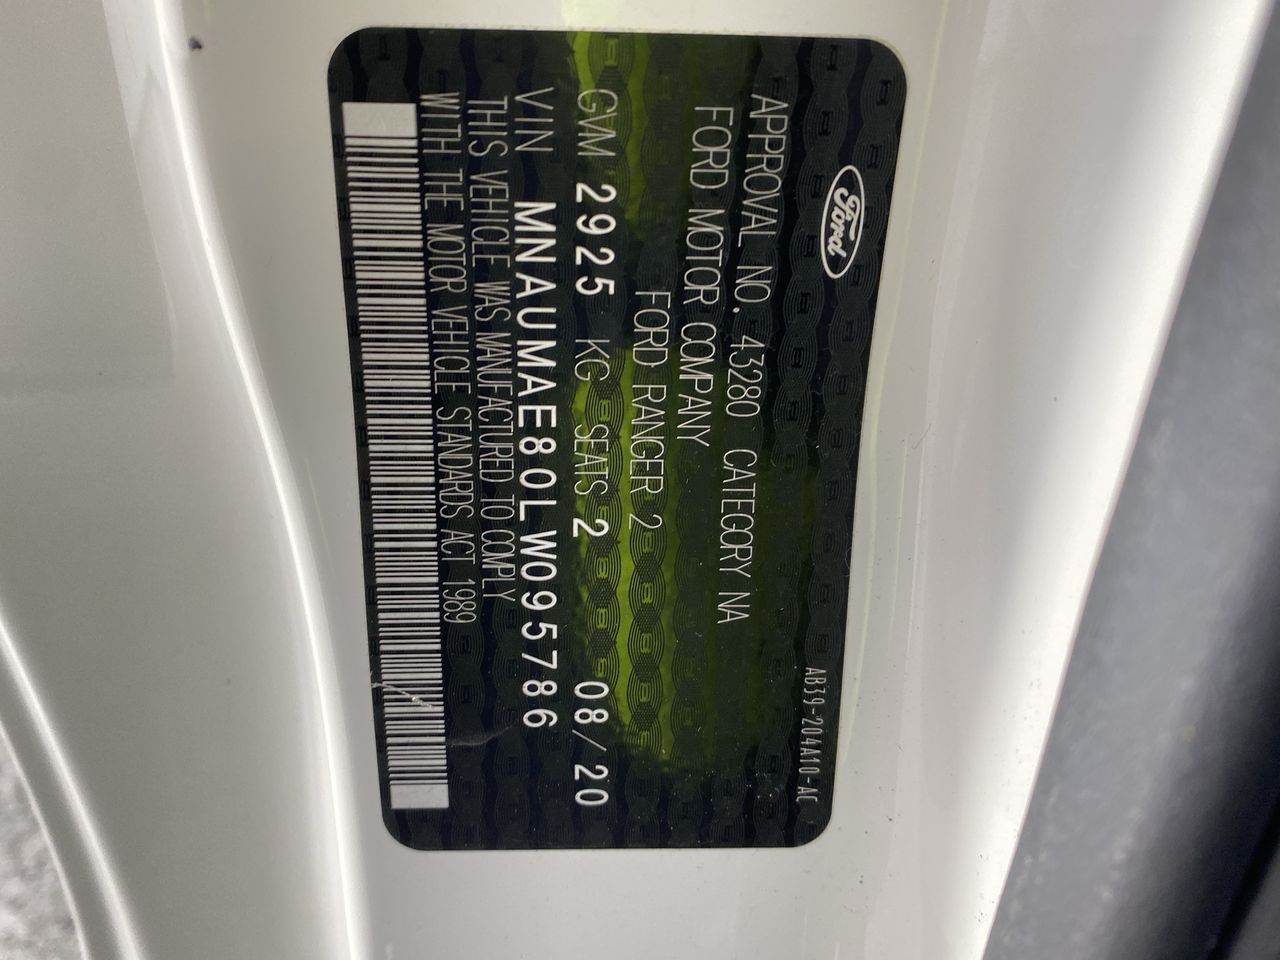 Ford
AB39-204A10-AC
APPROVAL NO. 43280 CATEGORY NA
FORD MOTOR COMPANY
FORD RANGER 2
GVM 2925 KG SEATS 2 08/20
VIN MNAUMAE80LW095786
THIS VEHICLE WAS MANUFACTURED TO COMPLY
WITH THE MOTOR VEHICLE STANDARDS ACT 1989